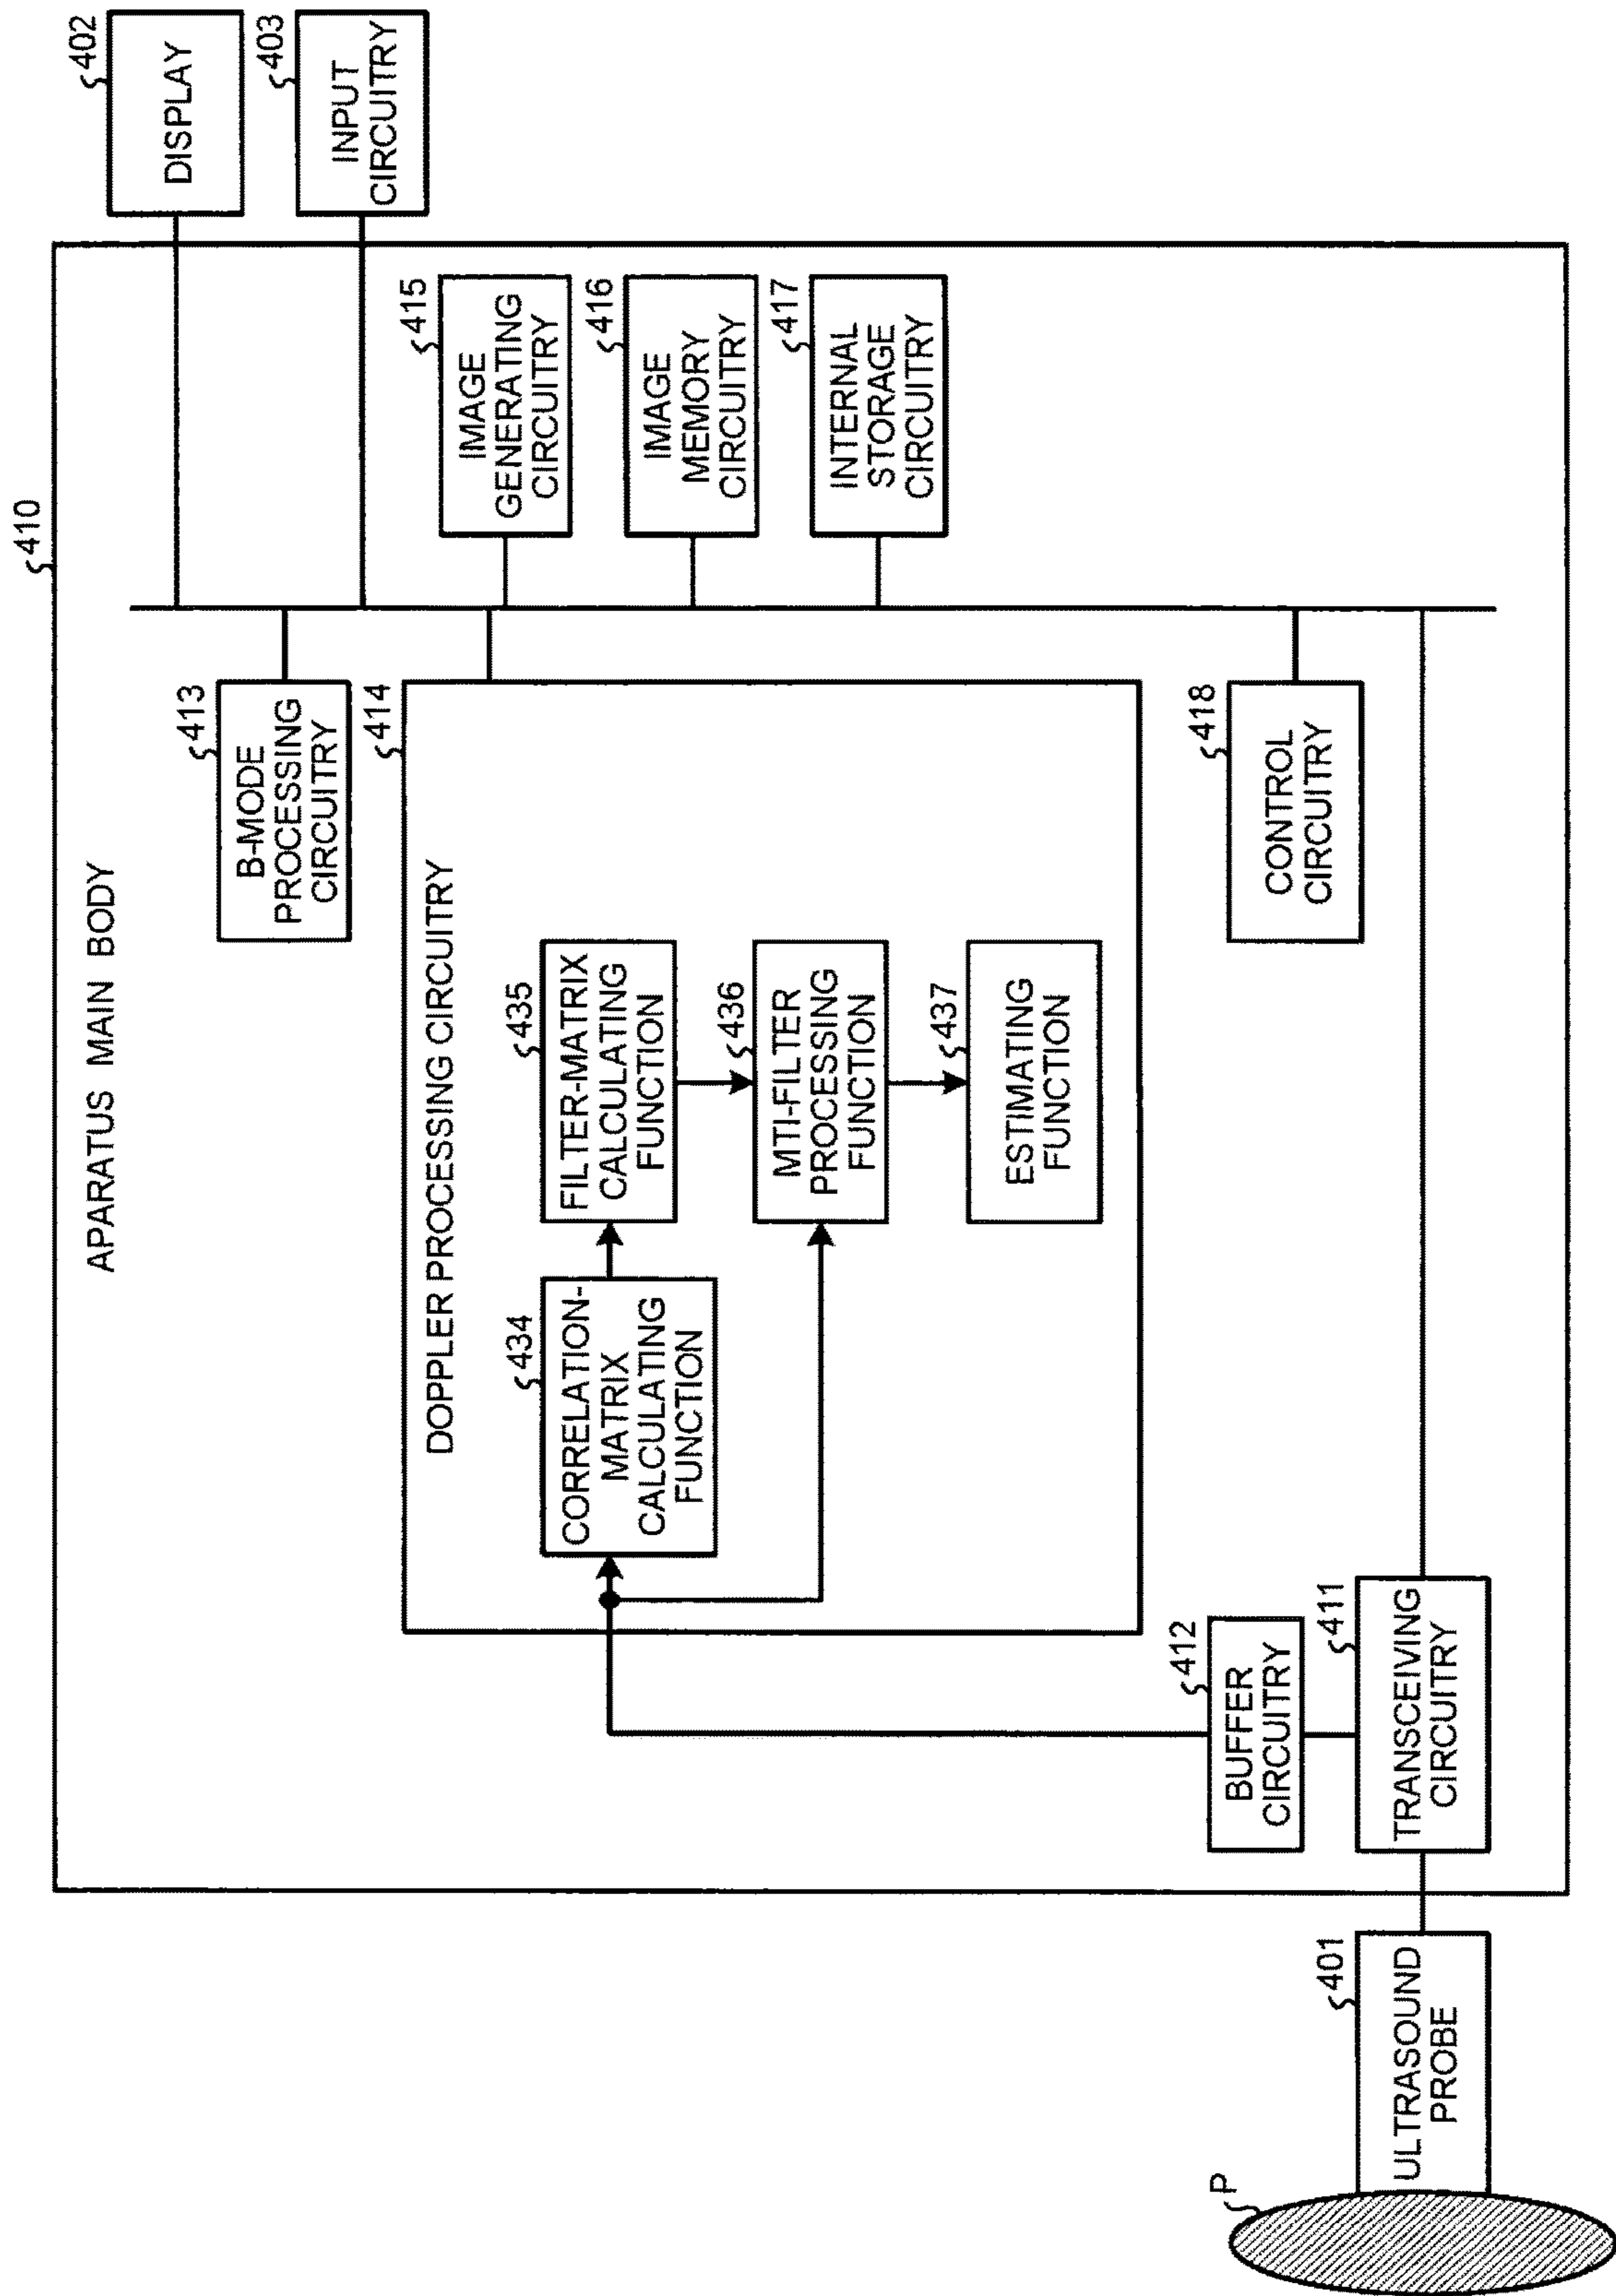 410
APARATUS MAIN BODY
402
DISPLAY
403
INPUT
CIRCUITRY
413
B-MODE
PROCESSING
CIRCUITRY
415
IMAGE
GENERATING
CIRCUITRY
416
IMAGE
MEMORY
CIRCUITRY
417
INTERNAL
STORAGE
CIRCUITRY
414
DOPPLER PROCESSING CIRCUITRY
434
CORRELATION-
MATRIX
CALCULATING
FUNCTION
435
FILTER-MATRIX
CALCULATING
FUNCTION
436
MTI-FILTER
PROCESSING
FUNCTION
437
ESTIMATING
FUNCTION
412
BUFFER
CIRCUITRY
418
CONTROL
CIRCUITRY
P
401
ULTRASOUND
PROBE
411
TRANSCEIVING
CIRCUITRY